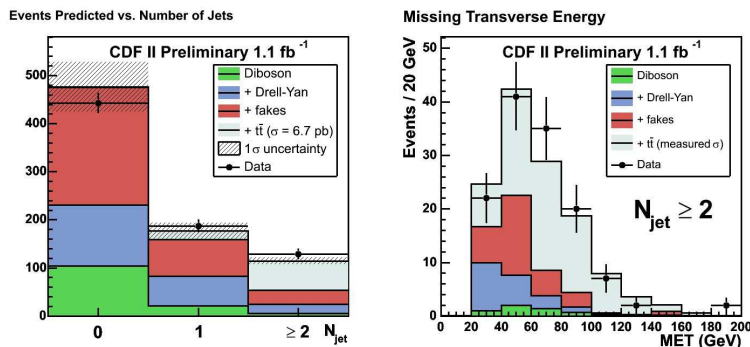 Events Predicted vs. Number of Jets
CDF II Preliminary 1.1 fb⁻¹
500
400
300
200
100
0
Diboson
+ Drell-Yan
+ fakes
+ tt̄ (σ = 6.7 pb)
1σ uncertainty
Data
0 1 ≥ 2 N_jet
Missing Transverse Energy
CDF II Preliminary 1.1 fb⁻¹
Events / 20 GeV
50
40
30
20
10
0
Diboson
+ Drell-Yan
+ fakes
+ tt̄ (measured σ)
Data
N_jet ≥ 2
0 20 40 60 80 100 120 140 160 180 200
MET (GeV)